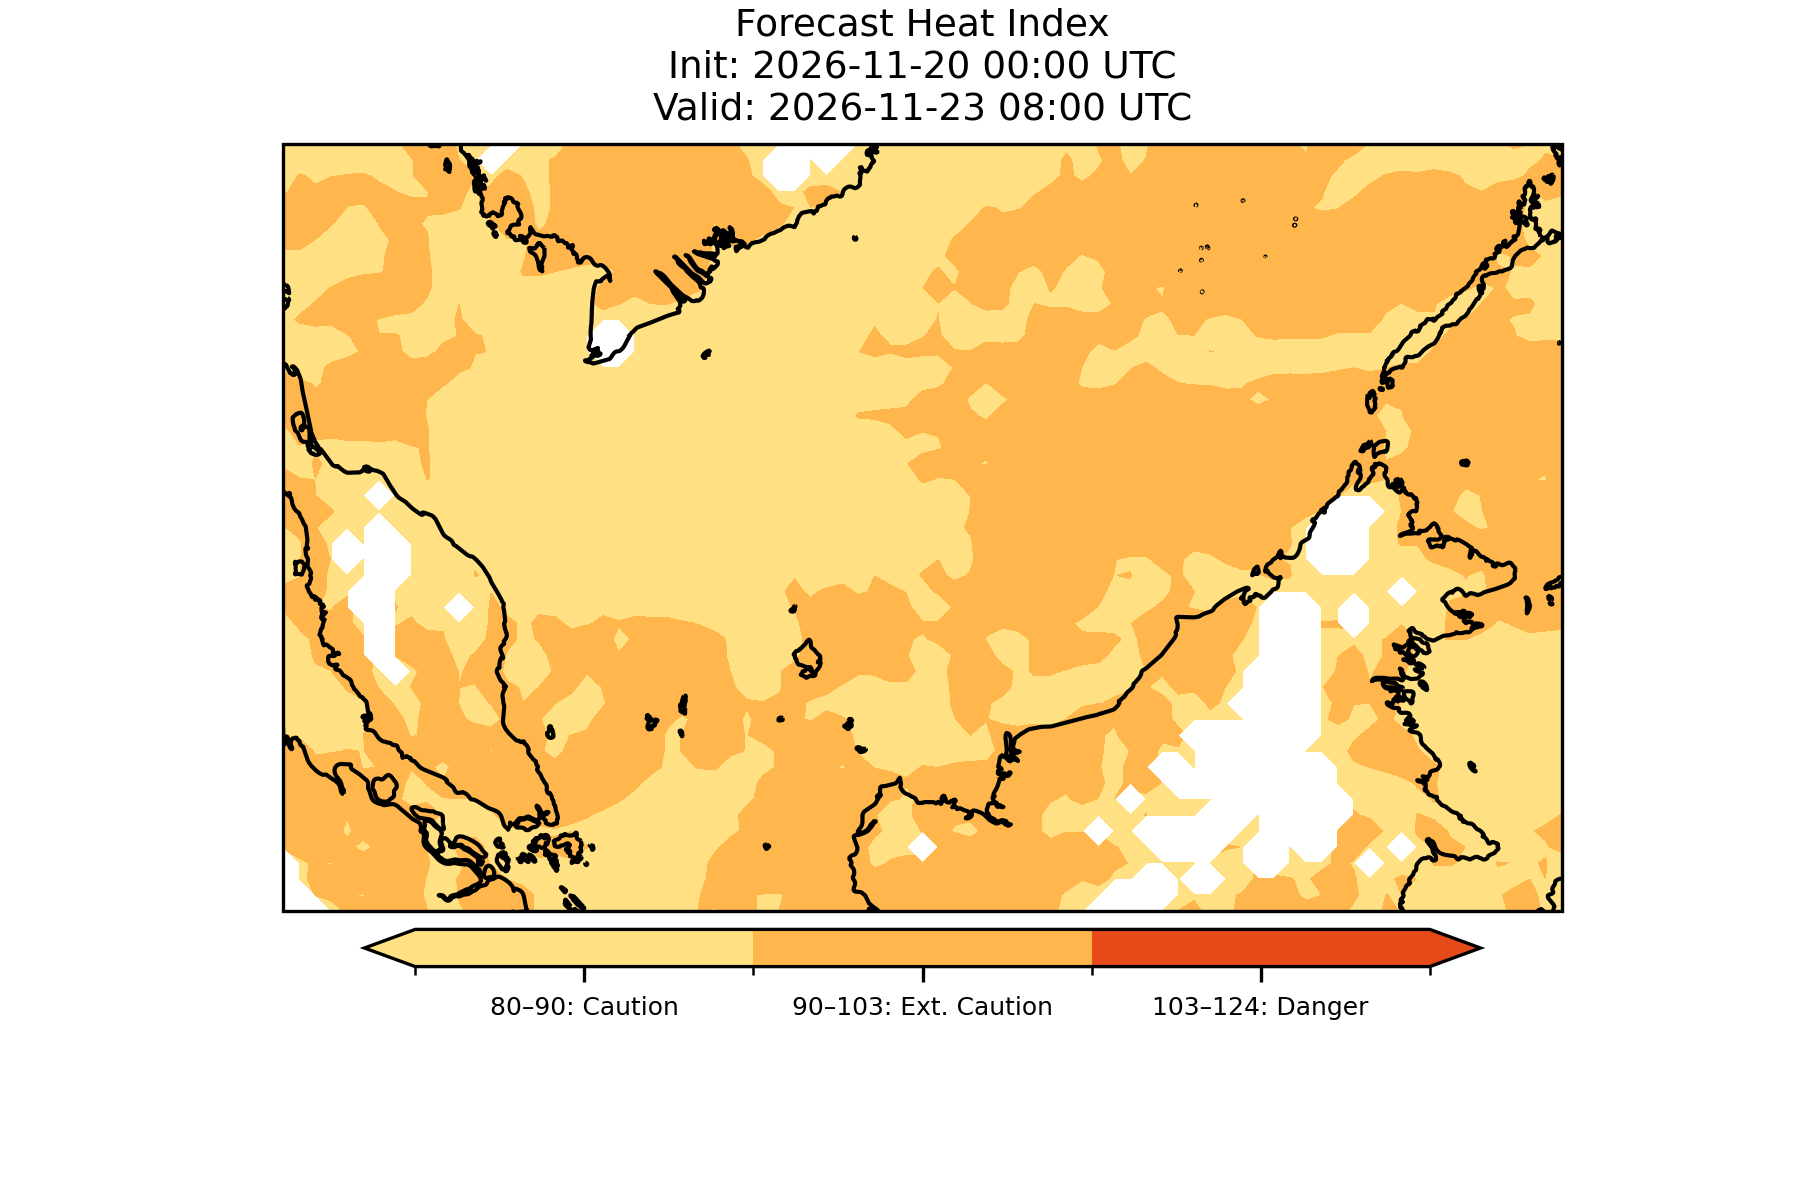 Forecast Heat Index
Init: 2026-11-20 00:00 UTC
Valid: 2026-11-23 08:00 UTC
80–90: Caution
90–103: Ext. Caution
103–124: Danger